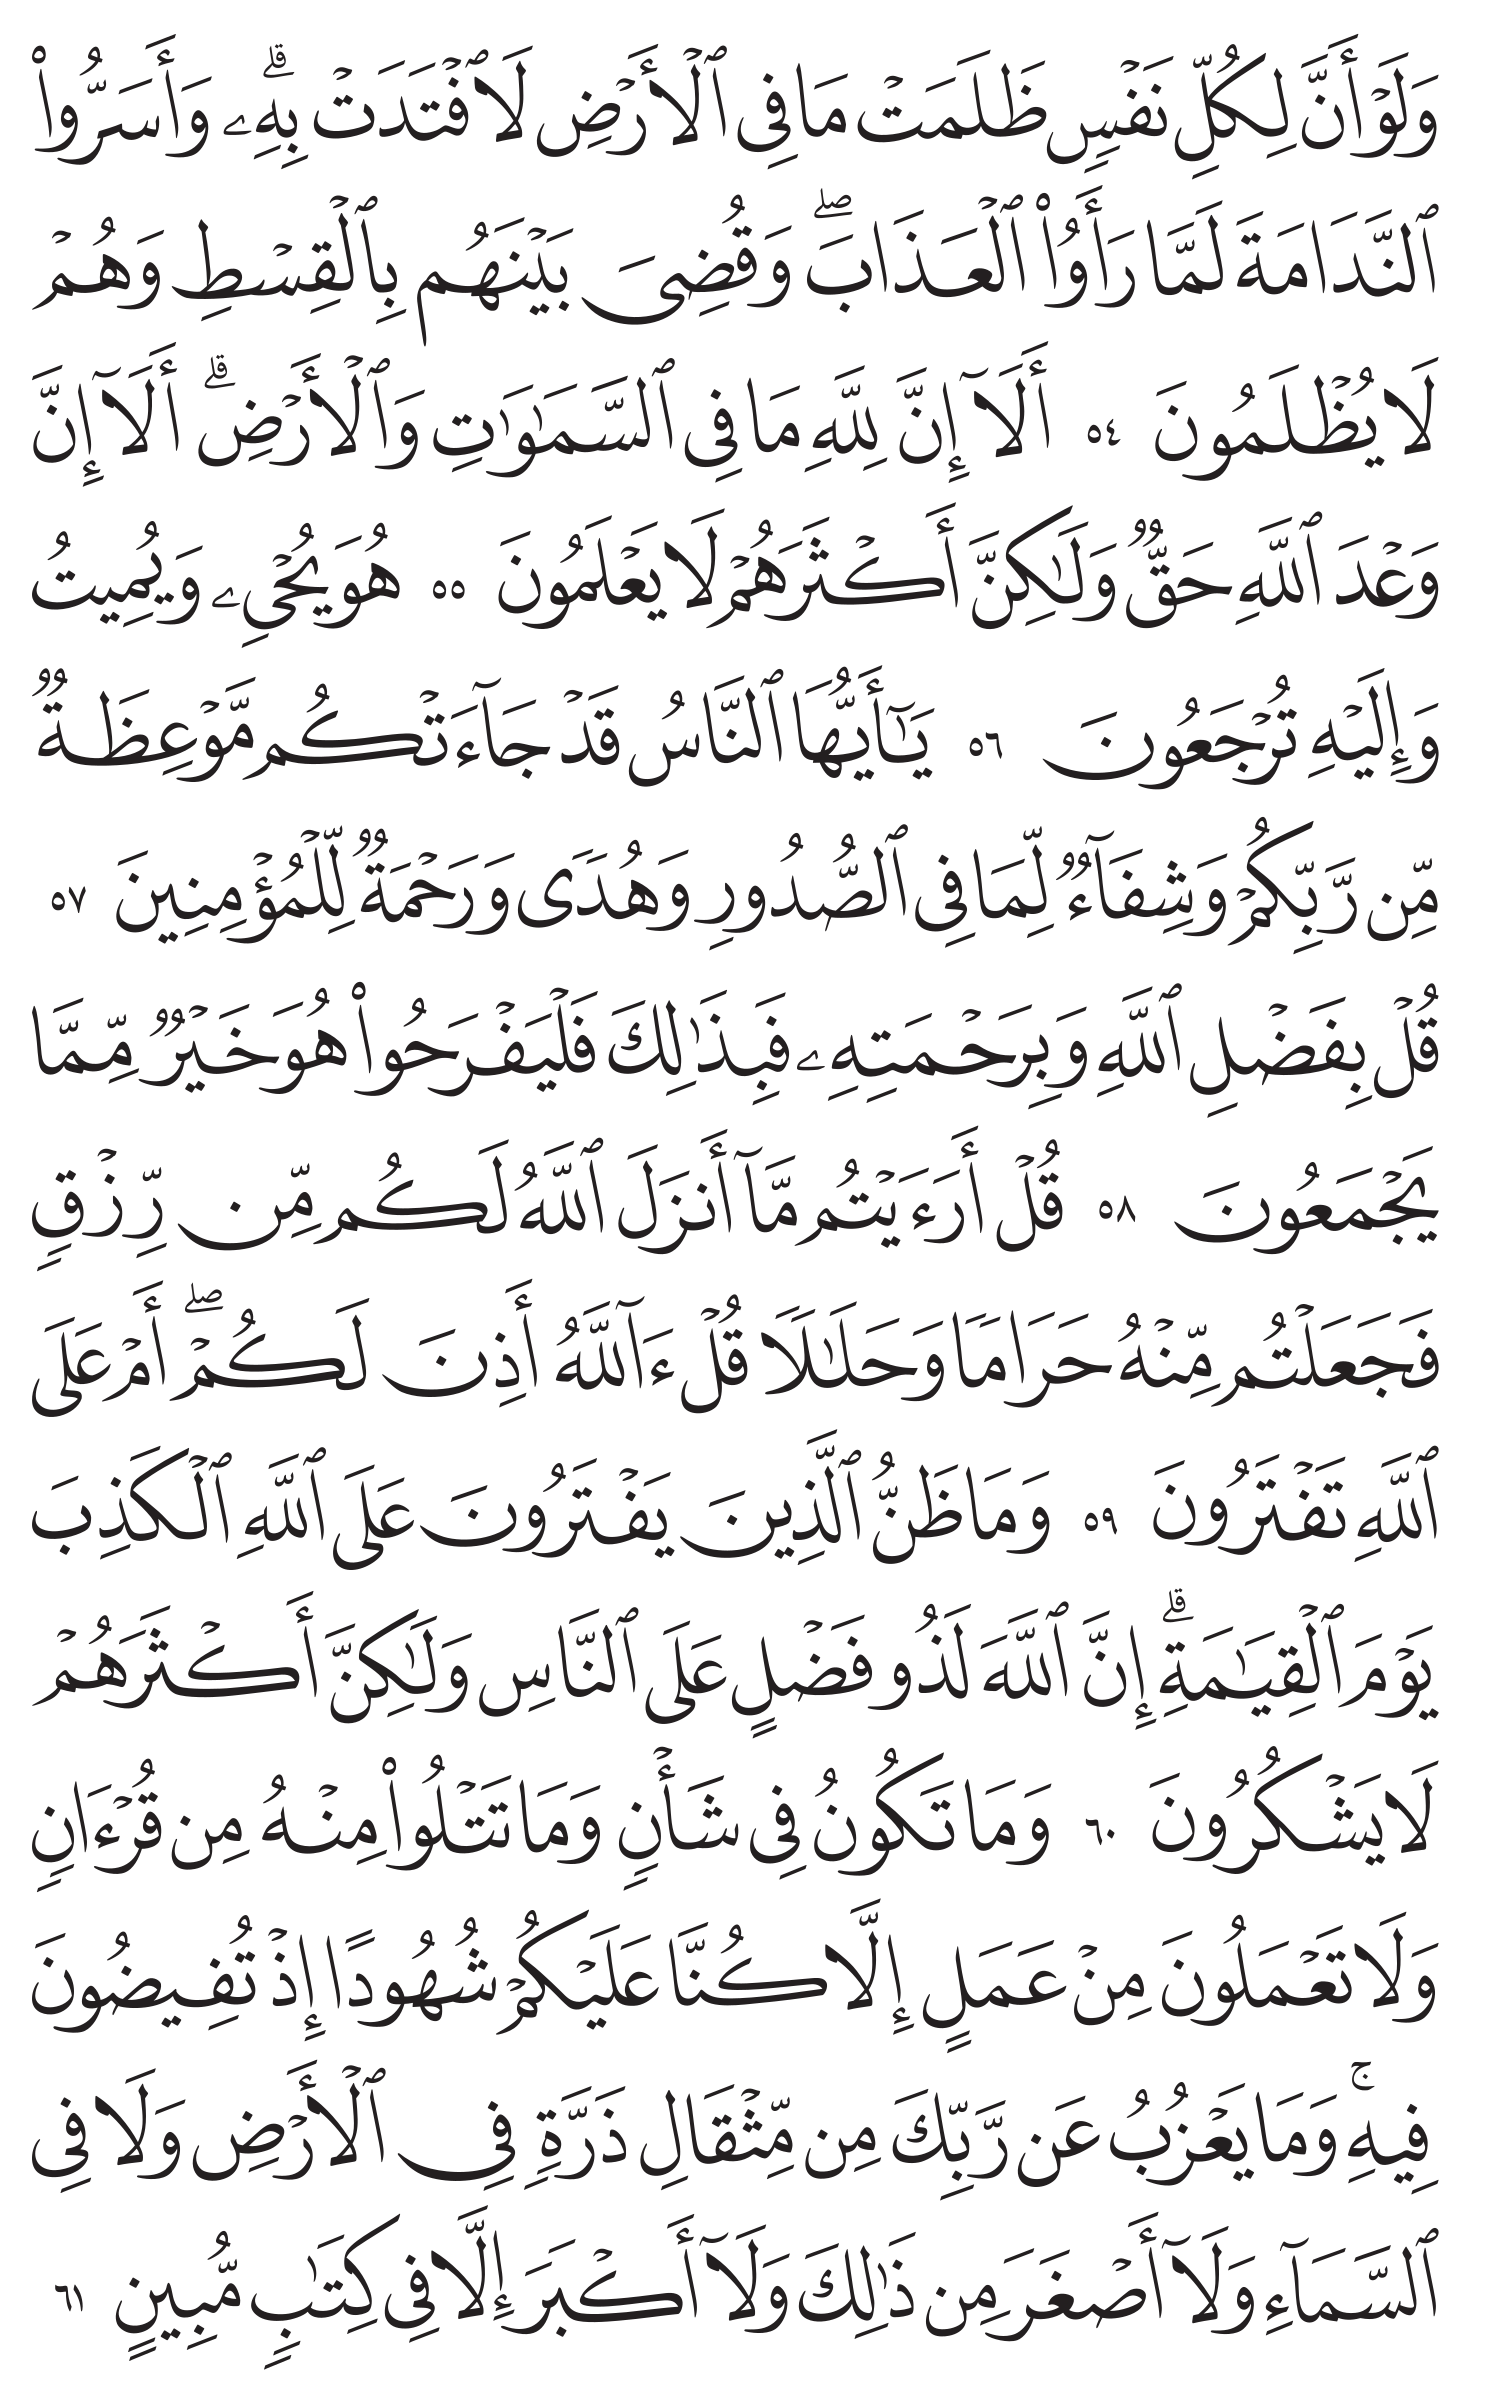 وَلَوْ أَنَّ لِكُلِّ نَفْسٍ ظَلَمَتْ مَا فِى ٱلْأَرْضِ لَٱفْتَدَتْ بِهِۦۗ وَأَسَرُّوا۟
ٱلنَّدَامَةَ لَمَّا رَأَوُا۟ ٱلْعَذَابَۖ وَقُضِىَ بَيْنَهُم بِٱلْقِسْطِ وَهُمْ
لَا يُظْلَمُونَ ٥٤ أَلَآ إِنَّ لِلَّهِ مَا فِى ٱلسَّمَٰوَٰتِ وَٱلْأَرْضِۗ أَلَآ إِنَّ
وَعْدَ ٱللَّهِ حَقٌّ وَلَٰكِنَّ أَكْثَرَهُمْ لَا يَعْلَمُونَ ٥٥ هُوَ يُحْىِۦ وَيُمِيتُ
وَإِلَيْهِ تُرْجَعُونَ ٥٦ يَٰٓأَيُّهَا ٱلنَّاسُ قَدْ جَآءَتْكُم مَّوْعِظَةٌ
مِّن رَّبِّكُمْ وَشِفَآءٌ لِّمَا فِى ٱلصُّدُورِ وَهُدًى وَرَحْمَةٌ لِّلْمُؤْمِنِينَ ٥٧
قُلْ بِفَضْلِ ٱللَّهِ وَبِرَحْمَتِهِۦ فَبِذَٰلِكَ فَلْيَفْرَحُوا۟ هُوَ خَيْرٌ مِّمَّا
يَجْمَعُونَ ٥٨ قُلْ أَرَءَيْتُم مَّآ أَنزَلَ ٱللَّهُ لَكُم مِّن رِّزْقٍ
فَجَعَلْتُم مِّنْهُ حَرَامًا وَحَلَٰلًا قُلْ ءَآللَّهُ أَذِنَ لَكُمْۖ أَمْ عَلَى
ٱللَّهِ تَفْتَرُونَ ٥٩ وَمَا ظَنُّ ٱلَّذِينَ يَفْتَرُونَ عَلَى ٱللَّهِ ٱلْكَذِبَ
يَوْمَ ٱلْقِيَٰمَةِۗ إِنَّ ٱللَّهَ لَذُو فَضْلٍ عَلَى ٱلنَّاسِ وَلَٰكِنَّ أَكْثَرَهُمْ
لَا يَشْكُرُونَ ٦٠ وَمَا تَكُونُ فِى شَأْنٍ وَمَا تَتْلُوا۟ مِنْهُ مِن قُرْءَانٍ
وَلَا تَعْمَلُونَ مِنْ عَمَلٍ إِلَّا كُنَّا عَلَيْكُمْ شُهُودًا إِذْ تُفِيضُونَ
فِيهِۚ وَمَا يَعْزُبُ عَن رَّبِّكَ مِن مِّثْقَالِ ذَرَّةٍ فِى ٱلْأَرْضِ وَلَا فِى
ٱلسَّمَآءِ وَلَآ أَصْغَرَ مِن ذَٰلِكَ وَلَآ أَكْبَرَ إِلَّا فِى كِتَٰبٍ مُّبِينٍ ٦١